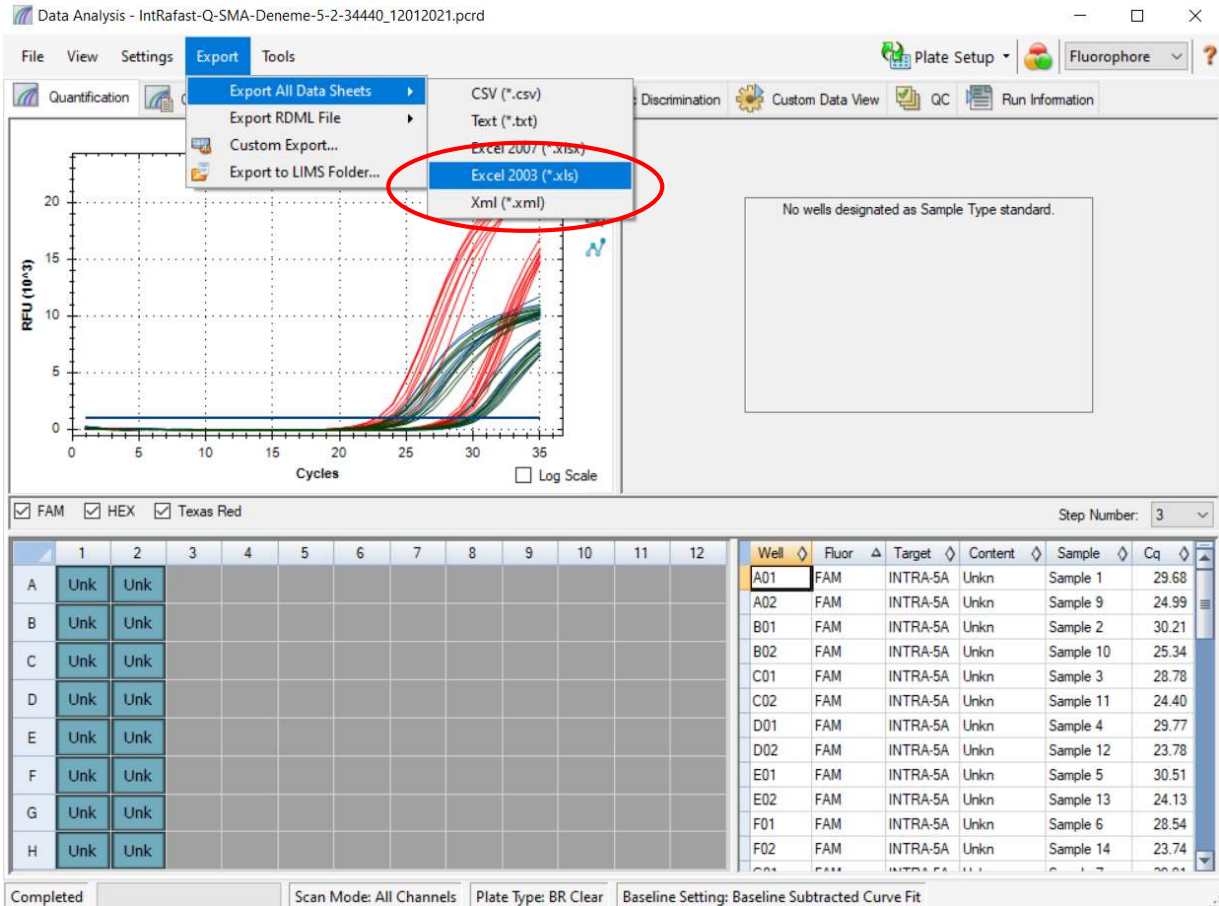 Data Analysis - IntRafast-Q-SMA-Deneme-5-2-34440_12012021.pcrd
File View Settings Export Tools
Plate Setup
Fluorophore
?
Quantification
Discrimination
Custom Data View
QC
Run Information
Export All Data Sheets
Export RDML File
Custom Export...
Export to LIMS Folder...
CSV (*.csv)
Text (*.txt)
Excel 2007 (*.xlsx)
Excel 2003 (*.xls)
Xml (*.xml)
No wells designated as Sample Type standard.
RFU (10^3)
20
15
10
5
0
0 5 10 15 20 25 30 35
Cycles
Log Scale
FAM HEX Texas Red
Step Number: 3
1 2 3 4 5 6 7 8 9 10 11 12
A Unk Unk
B Unk Unk
C Unk Unk
D Unk Unk
E Unk Unk
F Unk Unk
G Unk Unk
H Unk Unk
Well Fluor Target Content Sample Cq
A01 FAM INTRA-5A Unkn Sample 1 29.68
A02 FAM INTRA-5A Unkn Sample 9 24.99
B01 FAM INTRA-5A Unkn Sample 2 30.21
B02 FAM INTRA-5A Unkn Sample 10 25.34
C01 FAM INTRA-5A Unkn Sample 3 28.78
C02 FAM INTRA-5A Unkn Sample 11 24.40
D01 FAM INTRA-5A Unkn Sample 4 29.77
D02 FAM INTRA-5A Unkn Sample 12 23.78
E01 FAM INTRA-5A Unkn Sample 5 30.51
E02 FAM INTRA-5A Unkn Sample 13 24.13
F01 FAM INTRA-5A Unkn Sample 6 28.54
F02 FAM INTRA-5A Unkn Sample 14 23.74
Completed
Scan Mode: All Channels
Plate Type: BR Clear
Baseline Setting: Baseline Subtracted Curve Fit